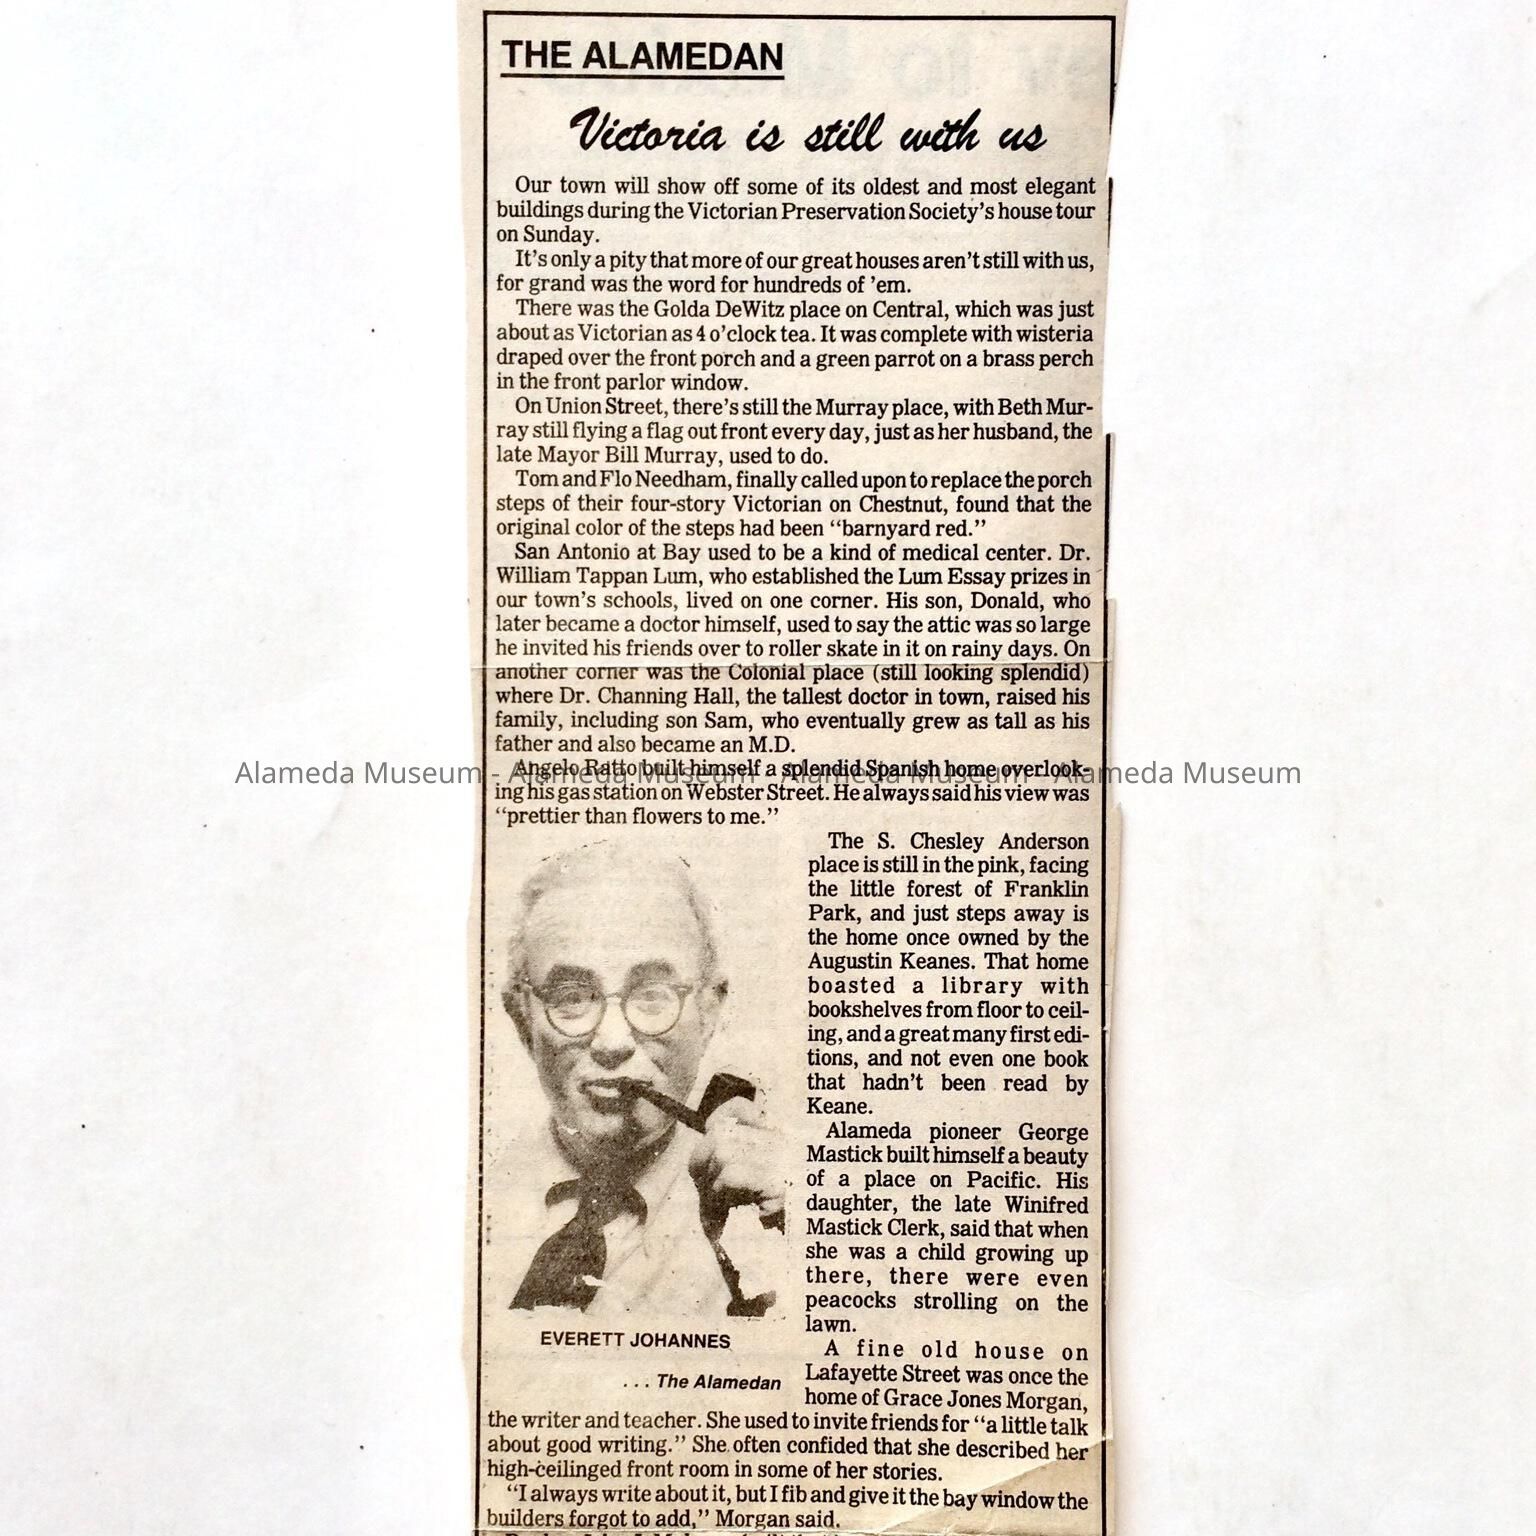 THE ALAMEDAN
Victoria is still with us
Our town will show off some of its oldest and most elegant
buildings during the Victorian Preservation Society's house tour
on Sunday.
It's only a pity that more of our great houses aren't still with us,
for grand was the word for hundreds of 'em.
There was the Golda DeWitz place on Central, which was just
about as Victorian as 4 o'clock tea. It was complete with wisteria
draped over the front porch and a green parrot on a brass perch
in the front parlor window.
On Union Street, there's still the Murray place, with Beth Mur-
ray still flying a flag out front every day, just as her husband, the
late Mayor Bill Murray, used to do.
Tom and Flo Needham, finally called upon to replace the porch
steps of their four-story Victorian on Chestnut, found that the
original color of the steps had been "barnyard red."
San Antonio at Bay used to be a kind of medical center. Dr.
William Tappan Lum, who established the Lum Essay prizes in
our town's schools, lived on one corner. His son, Donald, who
later became a doctor himself, used to say the attic was so large
he invited his friends over to roller skate in it on rainy days. On
another corner was the Colonial place (still looking splendid)
where Dr. Channing Hall, the tallest doctor in town, raised his
family, including son Sam, who eventually grew as tall as his
father and also became an M.D.
Angelo Ratto built himself a splendid Spanish home overlook-
ing his gas station on Webster Street. He always said his view was
"prettier than flowers to me."
The S. Chesley Anderson
place is still in the pink, facing
the little forest of Franklin
Park, and just steps away is
the home once owned by the
Augustin Keanes. That home
boasted a library with
bookshelves from floor to ceil-
ing, and a great many first edi-
tions, and not even one book
that hadn't been read by
Keane.
Alameda pioneer George
Mastick built himself a beauty
of a place on Pacific. His
daughter, the late Winifred
Mastick Clerk, said that when
she was a child growing up
there, there were even
peacocks strolling on the
lawn.
A fine old house on
Lafayette Street was once the
home of Grace Jones Morgan,
the writer and teacher. She used to invite friends for "a little talk
about good writing." She often confided that she described her
high-ceilinged front room in some of her stories.
"I always write about it, but I fib and give it the bay window the
builders forgot to add," Morgan said.
EVERETT JOHANNES
. . . The Alamedan
Alameda Museum - Alameda Museum - Alameda Museum - Alameda Museum